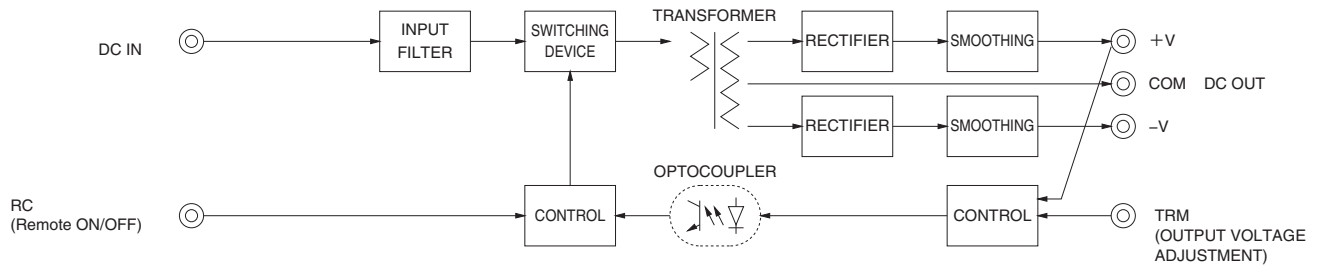 TRANSFORMER
INPUT
FILTER
SWITCHING
DEVICE
RECTIFIER
SMOOTHING
+V
DC IN
COM DC OUT
RECTIFIER
SMOOTHING
–V
OPTOCOUPLER
RC
(Remote ON/OFF)
CONTROL
CONTROL
TRM
(OUTPUT VOLTAGE
ADJUSTMENT)